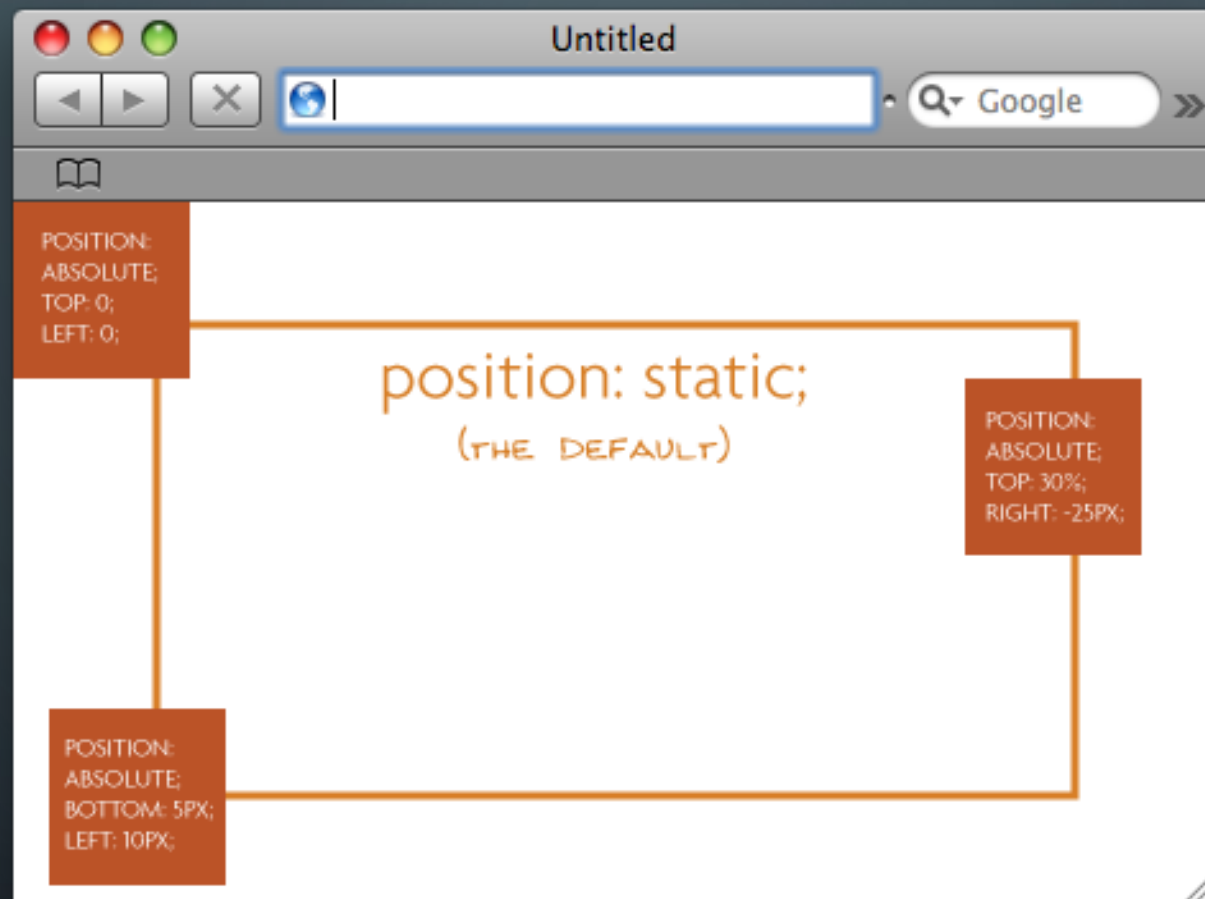 Untitled
Google
POSITION:
ABSOLUTE;
TOP: 0;
LEFT: 0;
position: static;
(THE DEFAULT)
POSITION:
ABSOLUTE;
TOP: 30%;
RIGHT: -25PX;
POSITION:
ABSOLUTE;
BOTTOM: 5PX;
LEFT: 10PX;